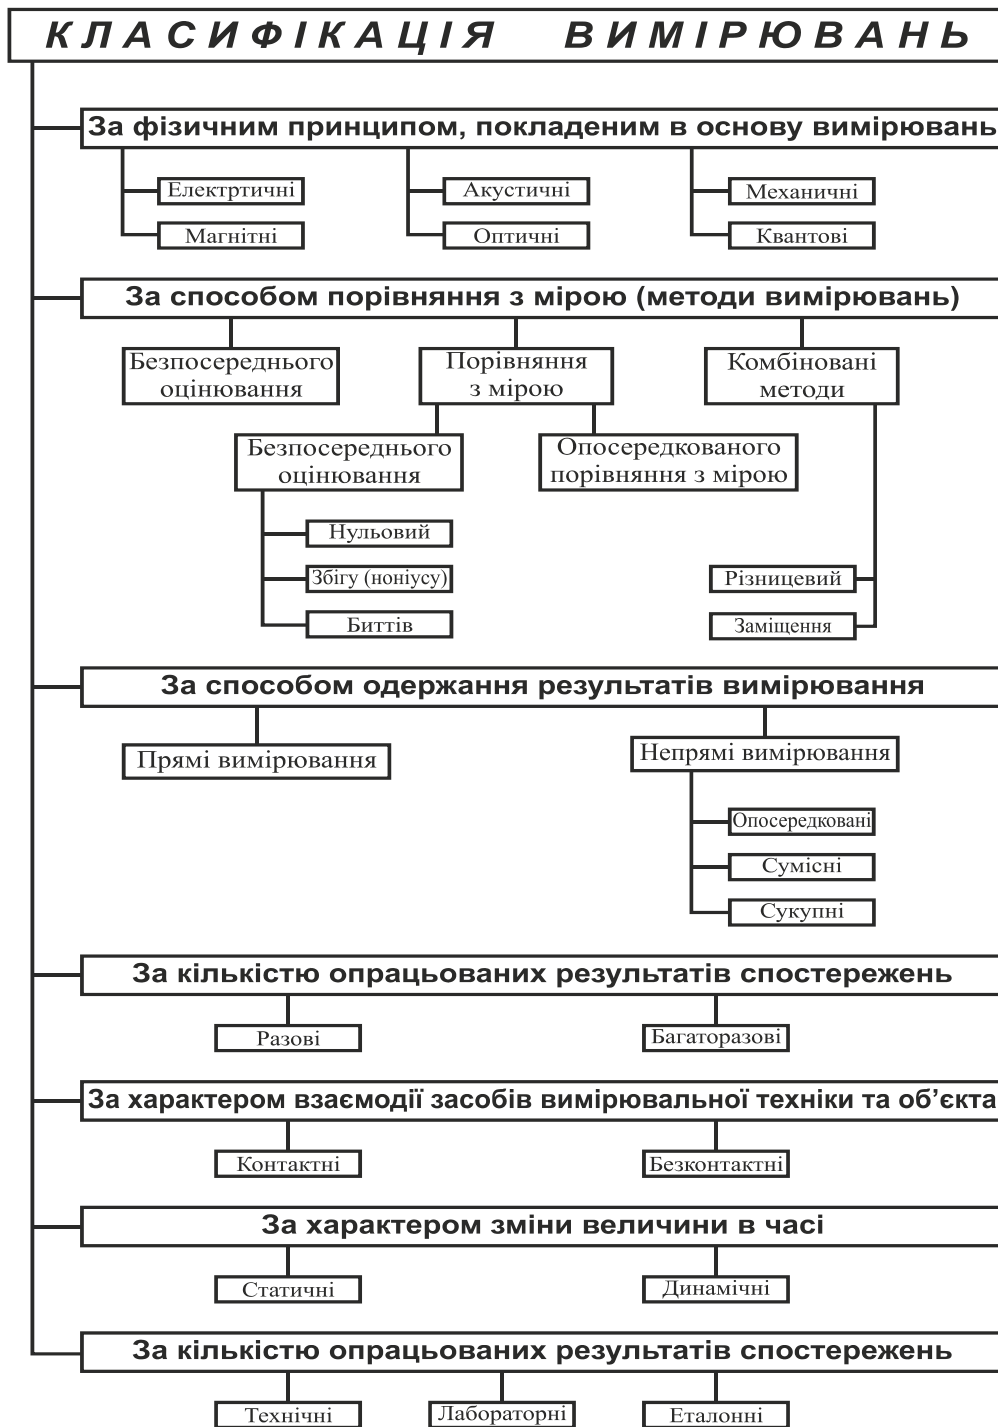 КЛАСИФІКАЦІЯ ВИМІРЮВАНЬ
За фізичним принципом, покладеним в основу вимірювань
Електртичні
Акустичні
Механичні
Магнітні
Оптичні
Квантові
За способом порівняння з мірою (методи вимірювань)
Безпосереднього
оцінювання
Порівняння
з мірою
Комбіновані
методи
Безпосереднього
оцінювання
Опосередкованого
порівняння з мірою
Нульовий
Збігу (ноніусу)
Биттів
Різницевий
Заміщення
За способом одержання результатів вимірювання
Прямі вимірювання
Непрямі вимірювання
Опосередковані
Сумісні
Сукупні
За кількістю опрацьованих результатів спостережень
Разові
Багаторазові
За характером взаємодії засобів вимірювальної техніки та об’єкта
Контактні
Безконтактні
За характером зміни величини в часі
Статичні
Динамічні
За кількістю опрацьованих результатів спостережень
Технічні
Лабораторні
Еталонні